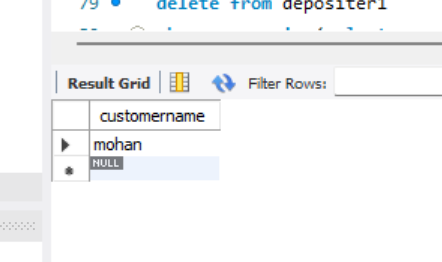 79 delete from depositer1
Result Grid Filter Rows:
customername
mohan
NULL